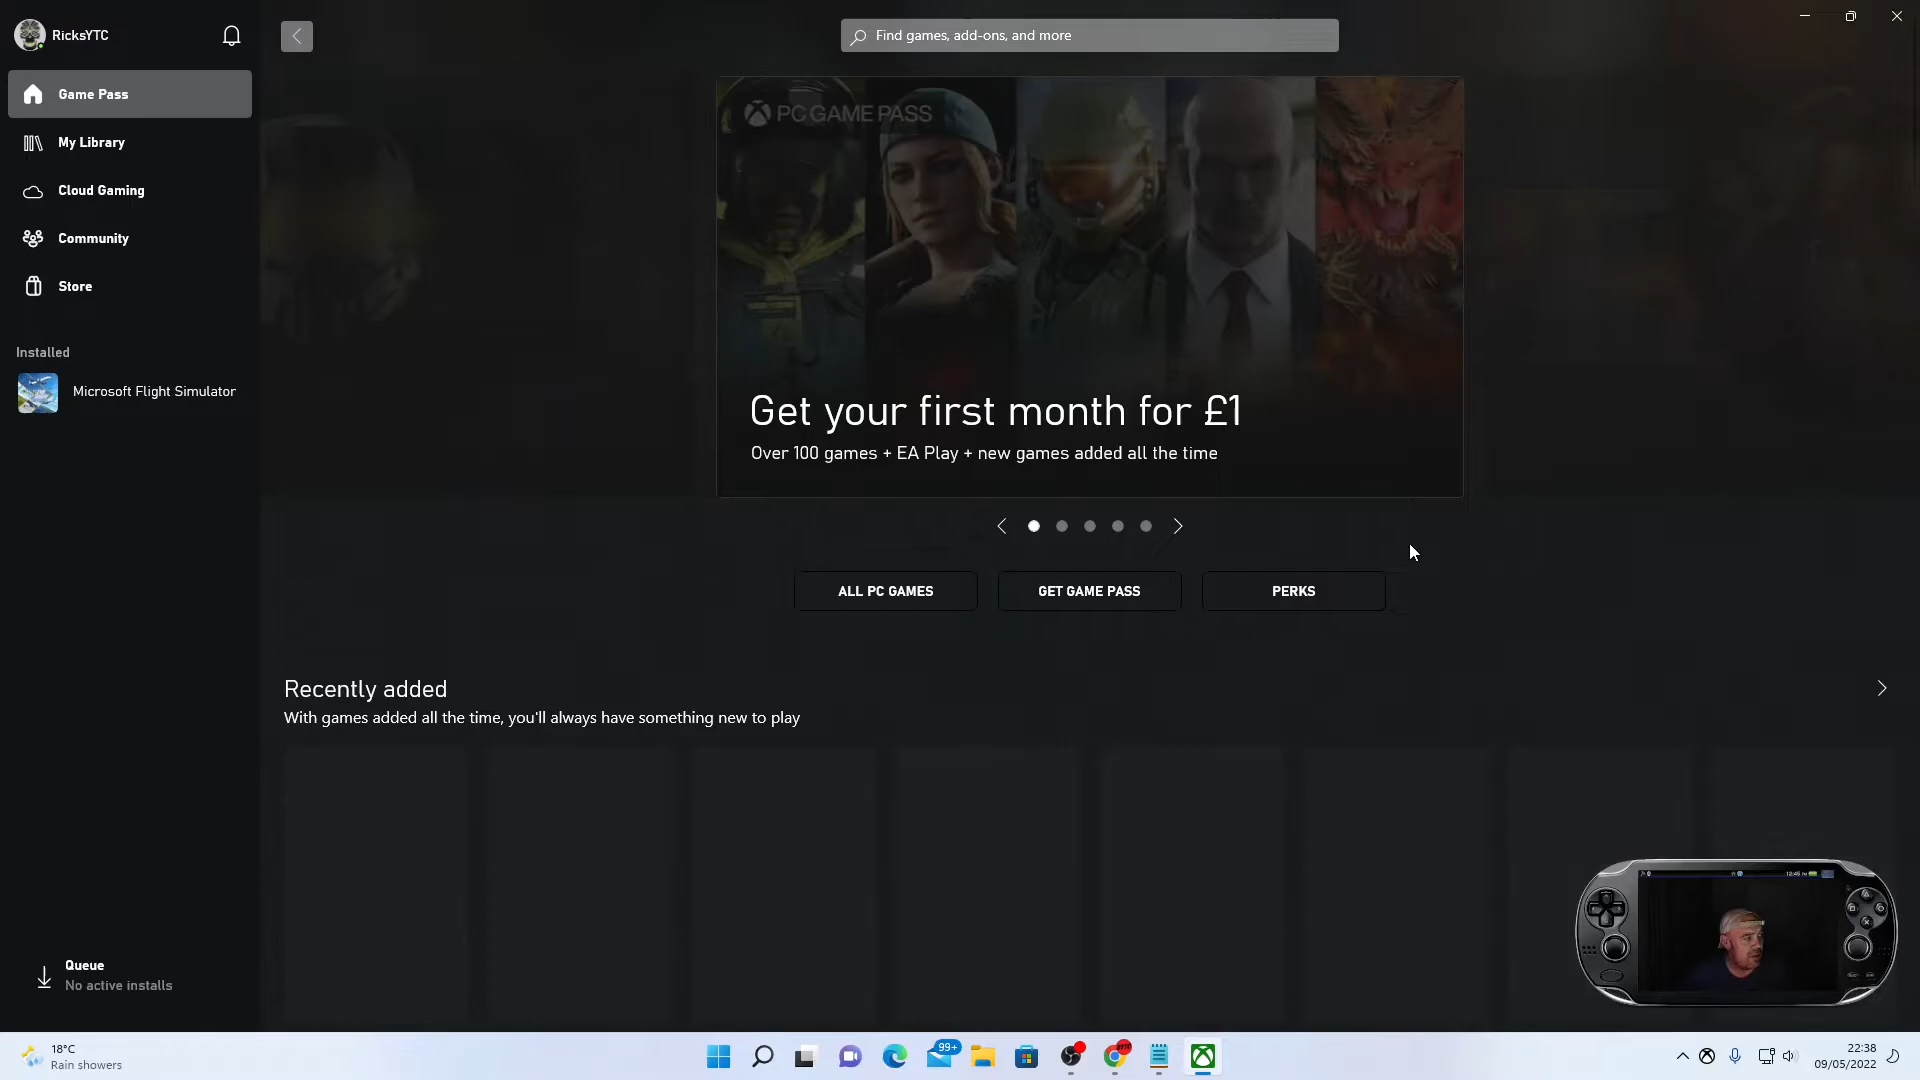 RicksYTC
Find games, add-ons, and more
Game Pass
My Library
Cloud Gaming
Community
Store
Installed
Microsoft Flight Simulator
PC GAME PASS
Get your first month for £1
Over 100 games + EA Play + new games added all the time
ALL PC GAMES
GET GAME PASS
PERKS
Recently added
With games added all the time, you'll always have something new to play
Queue
No active installs
18°C
Rain showers
99+
22:38
09/05/2022